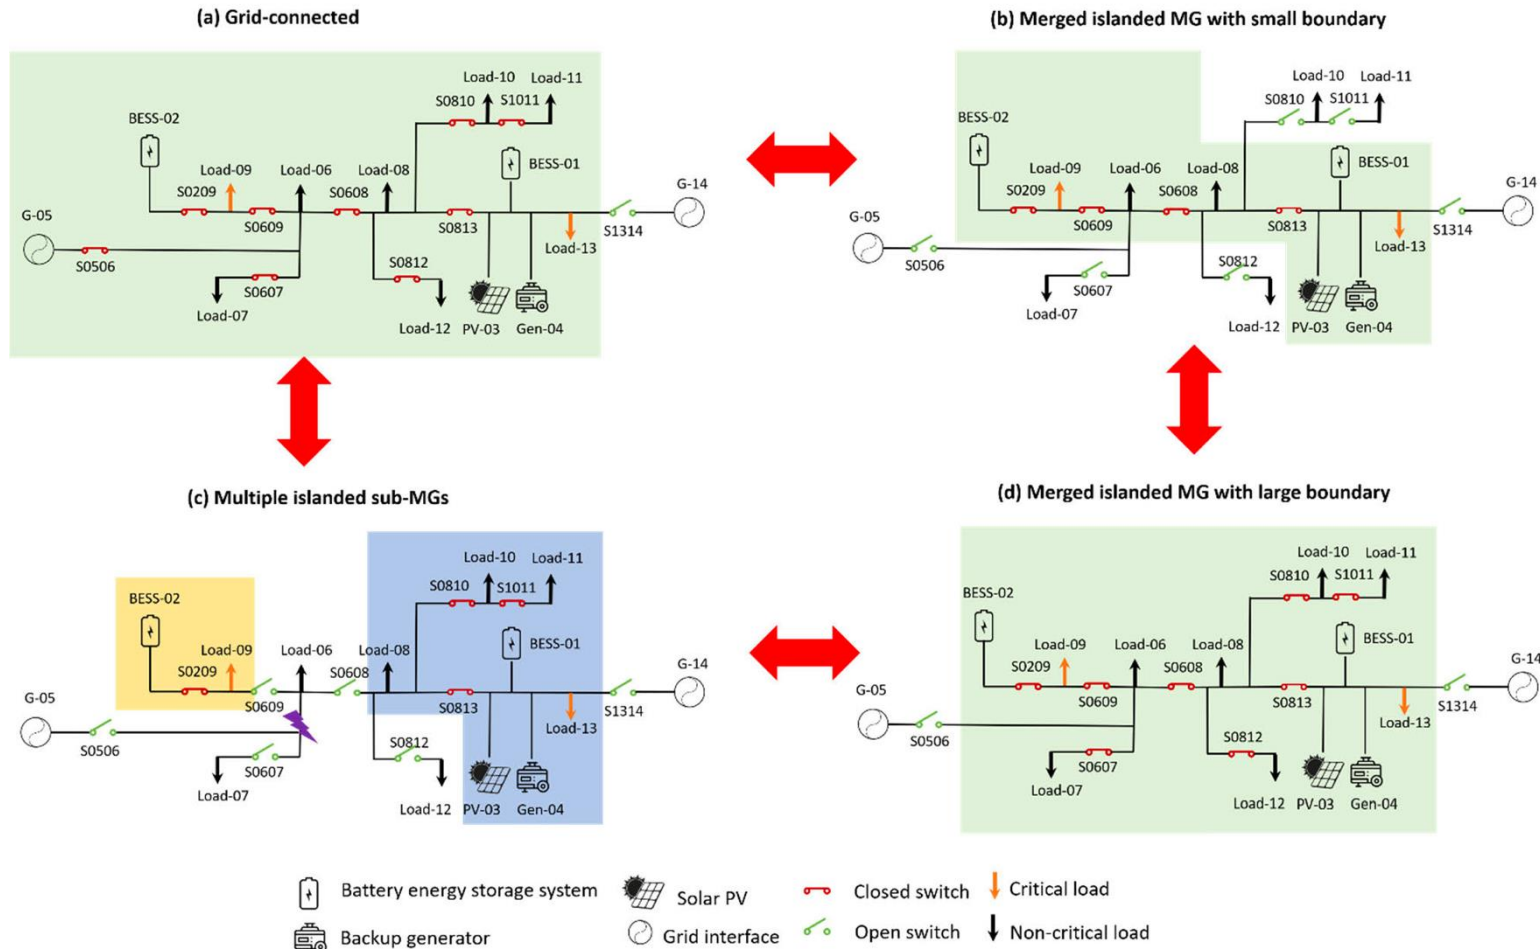 (a) Grid-connected
Load-10 Load-11
S0810 S1011
BESS-02
BESS-01
Load-09 Load-06 Load-08
S0209 S0608
G-05 G-14
S0609 S0813 S1314
Load-13
S0506 S0812
S0607
Load-07 Load-12 PV-03 Gen-04
(b) Merged islanded MG with small boundary
Load-10 Load-11
S0810 S1011
BESS-02
BESS-01
Load-09 Load-06 Load-08
S0209 S0608
G-05 G-14
S0609 S0813 S1314
Load-13
S0506 S0812
S0607
Load-07 Load-12 PV-03 Gen-04
(c) Multiple islanded sub-MGs
Load-10 Load-11
S0810 S1011
BESS-02
BESS-01
Load-09 Load-06 Load-08
S0209 S0608
G-05 G-14
S0609 S0813 S1314
Load-13
S0506 S0812
S0607
Load-07 Load-12 PV-03 Gen-04
(d) Merged islanded MG with large boundary
Load-10 Load-11
S0810 S1011
BESS-02
BESS-01
Load-09 Load-06 Load-08
S0209 S0608
G-05 G-14
S0609 S0813 S1314
Load-13
S0506 S0812
S0607
Load-07 Load-12 PV-03 Gen-04
Battery energy storage system Solar PV Closed switch Critical load
Backup generator Grid interface Open switch Non-critical load